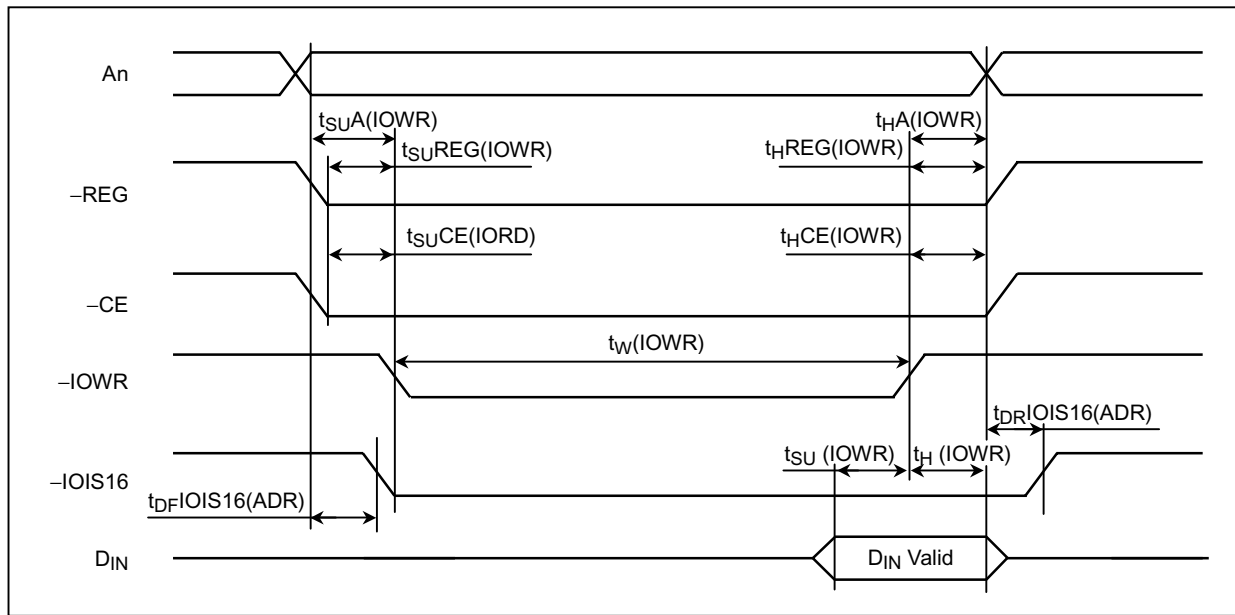 An
tSUA(IOWR)
tHA(IOWR)
tSUREG(IOWR)
tHREG(IOWR)
–REG
tSUCE(IORD)
tHCE(IOWR)
–CE
tW(IOWR)
–IOWR
tDRIOIS16(ADR)
tSU (IOWR)
tH (IOWR)
–IOIS16
tDFIOIS16(ADR)
DIN
DIN Valid